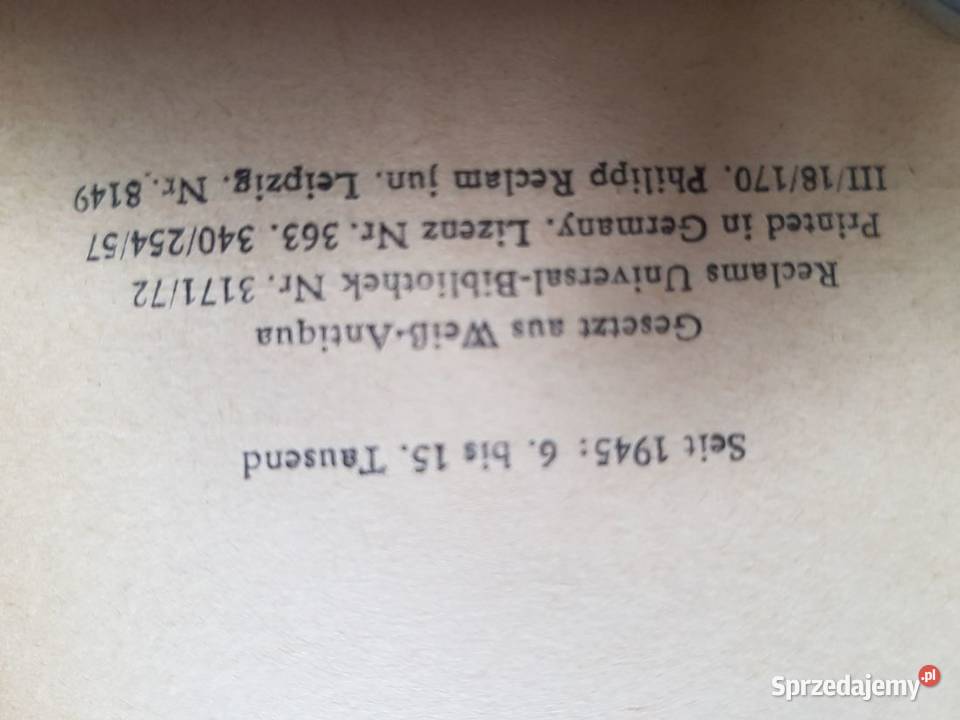 Seit 1945: 6. bis 15. Tausend
Gesetzt aus Weiß-Antiqua
Reclams Universal-Bibliothek Nr. 3171/72
Printed in Germany. Lizenz Nr. 363. 340/254/57
III/18/170. Philipp Reclam jun. Leipzig. Nr. 8149
Sprzedajemy.pl